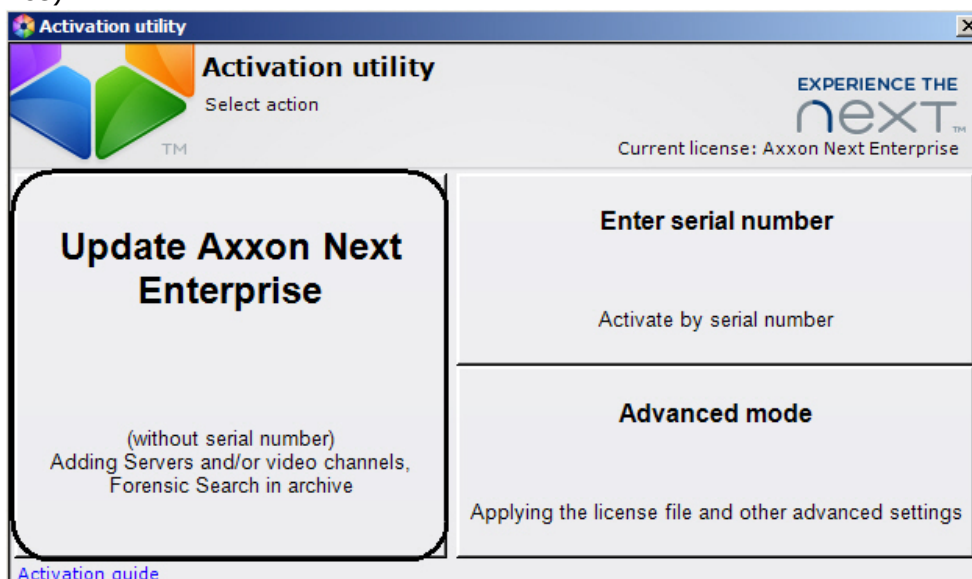 Activation utility
Activation utility
Select action
EXPERIENCE THE
next™
TM
Current license: Axxon Next Enterprise
Update Axxon Next
Enterprise
(without serial number)
Adding Servers and/or video channels,
Forensic Search in archive
Enter serial number
Activate by serial number
Advanced mode
Applying the license file and other advanced settings
Activation guide